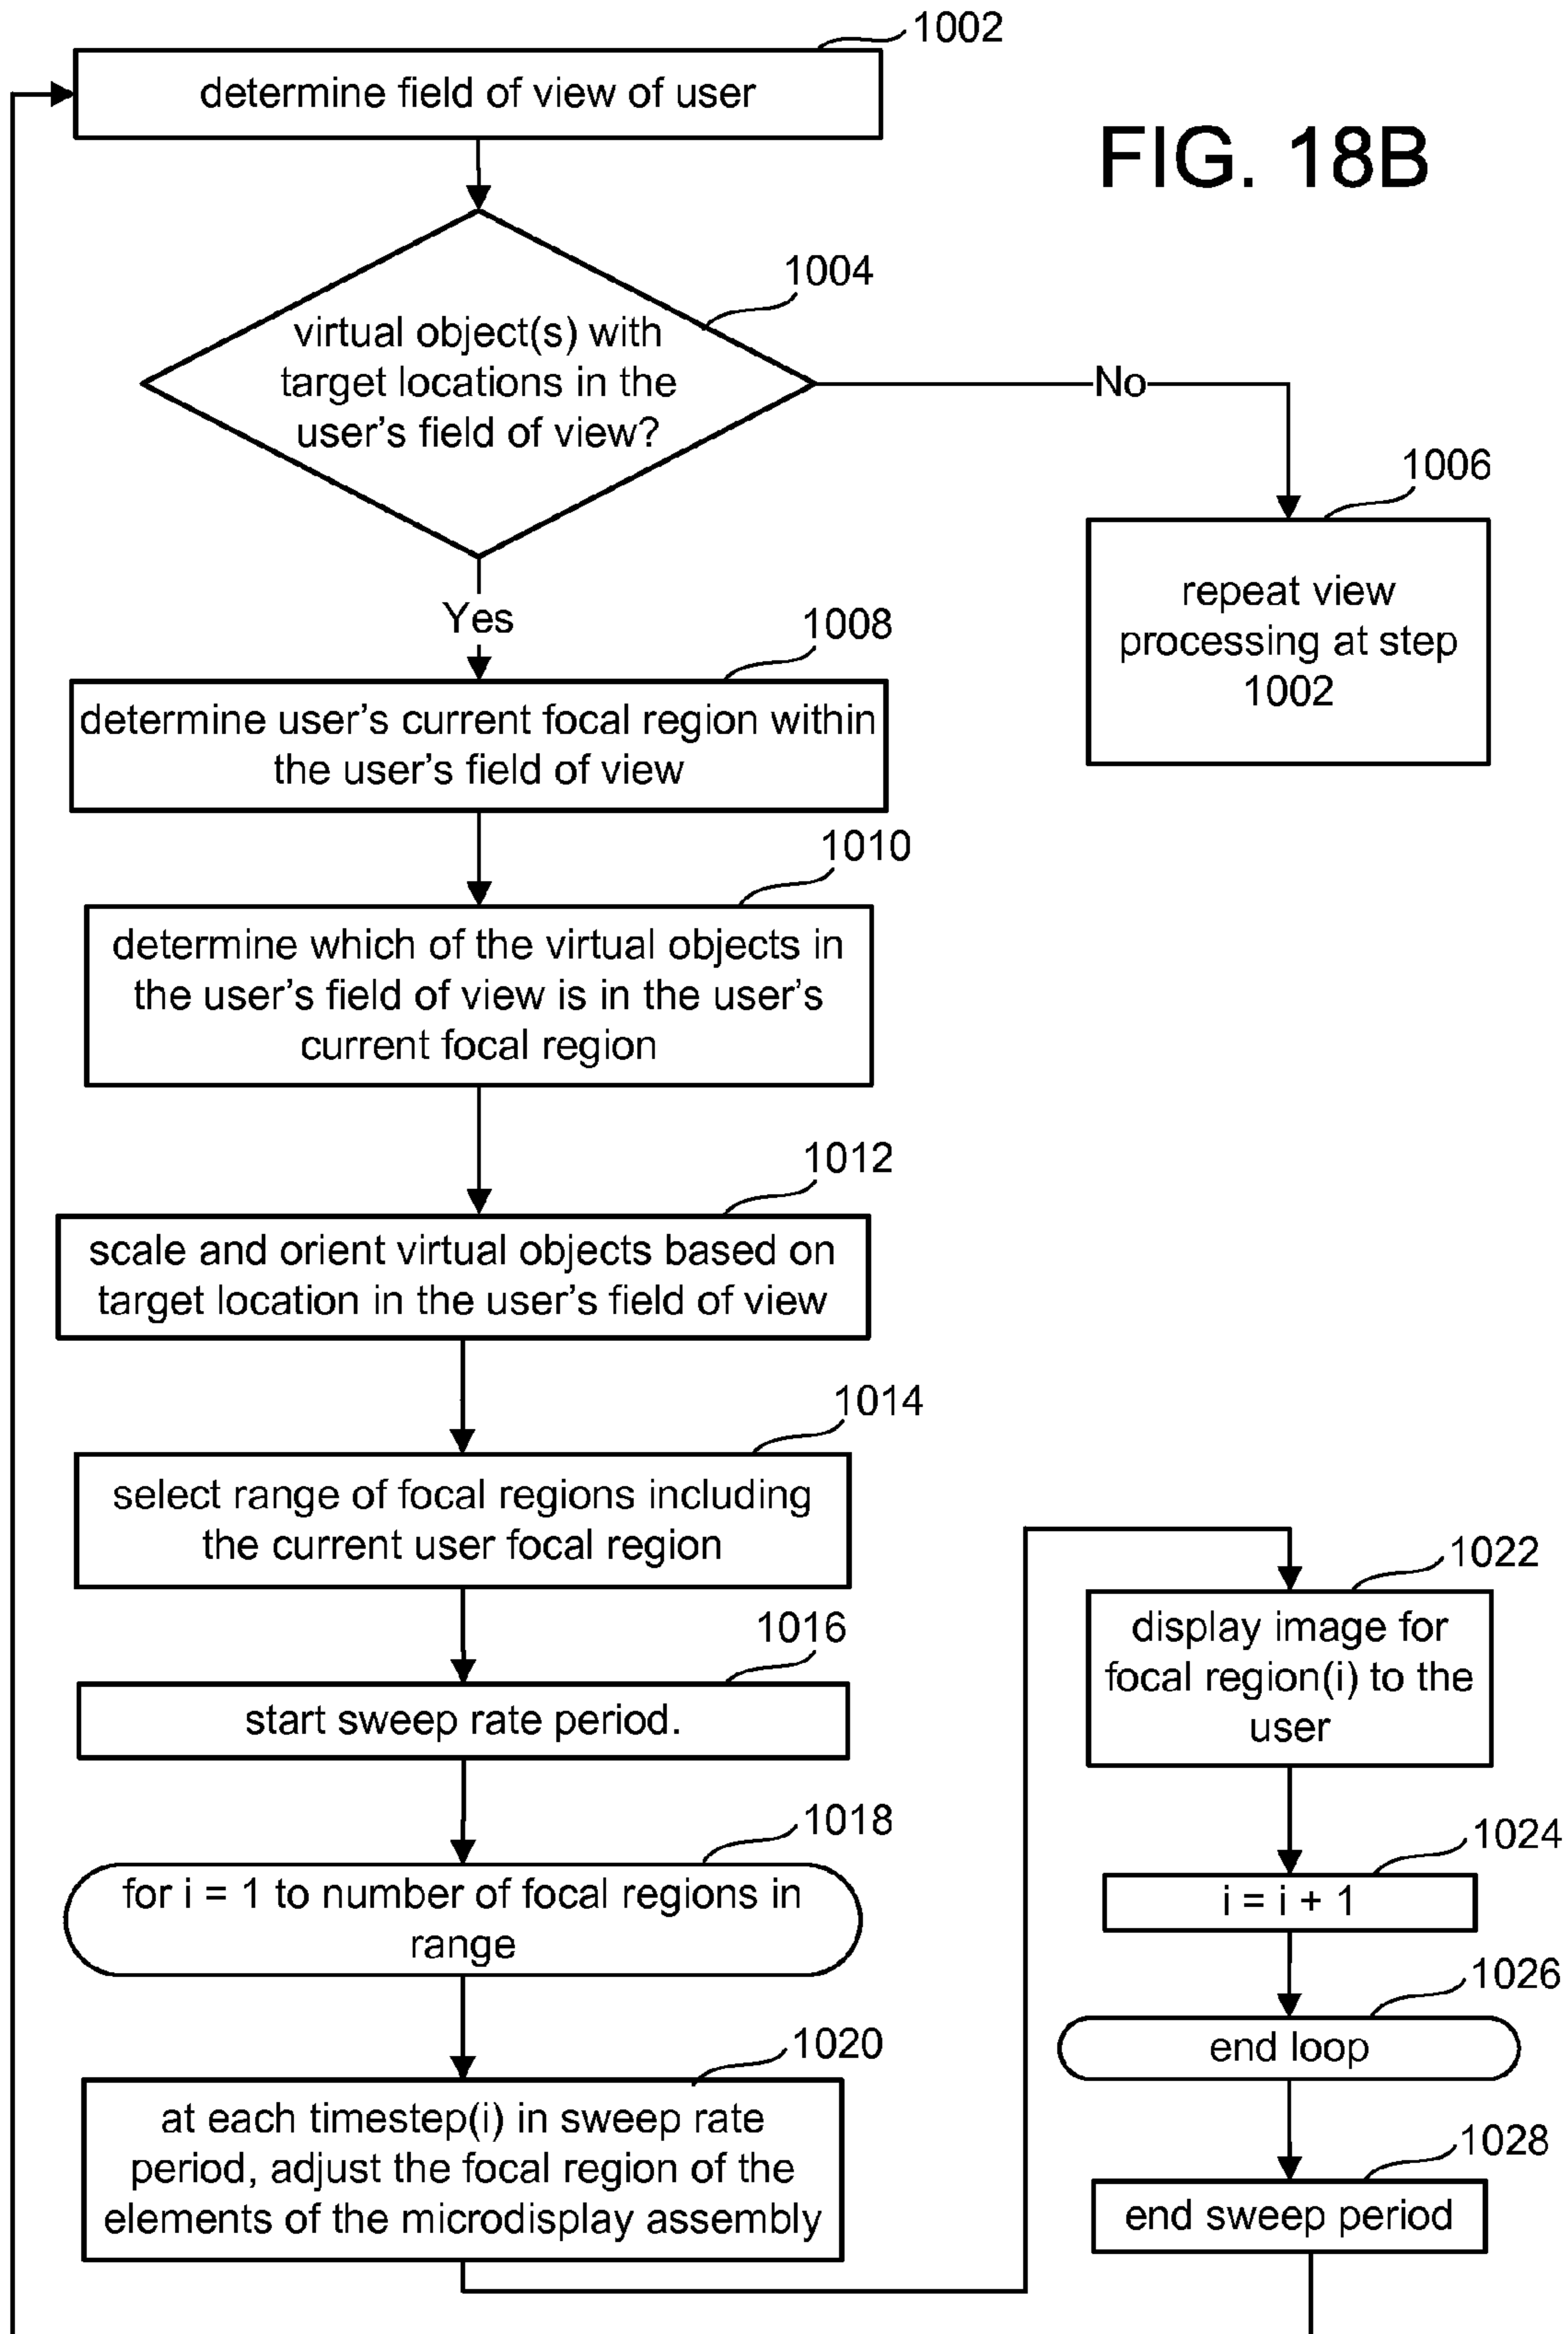 1002
determine field of view of user
FIG. 18B
1004
virtual object(s) with
target locations in the
user's field of view?
No
1006
repeat view
processing at step
1002
Yes
1008
determine user's current focal region within
the user's field of view
1010
determine which of the virtual objects in
the user's field of view is in the user's
current focal region
1012
scale and orient virtual objects based on
target location in the user's field of view
1014
select range of focal regions including
the current user focal region
1016
start sweep rate period.
1018
for i = 1 to number of focal regions in
range
1020
at each timestep(i) in sweep rate
period, adjust the focal region of the
elements of the microdisplay assembly
1022
display image for
focal region(i) to the
user
1024
i = i + 1
1026
end loop
1028
end sweep period